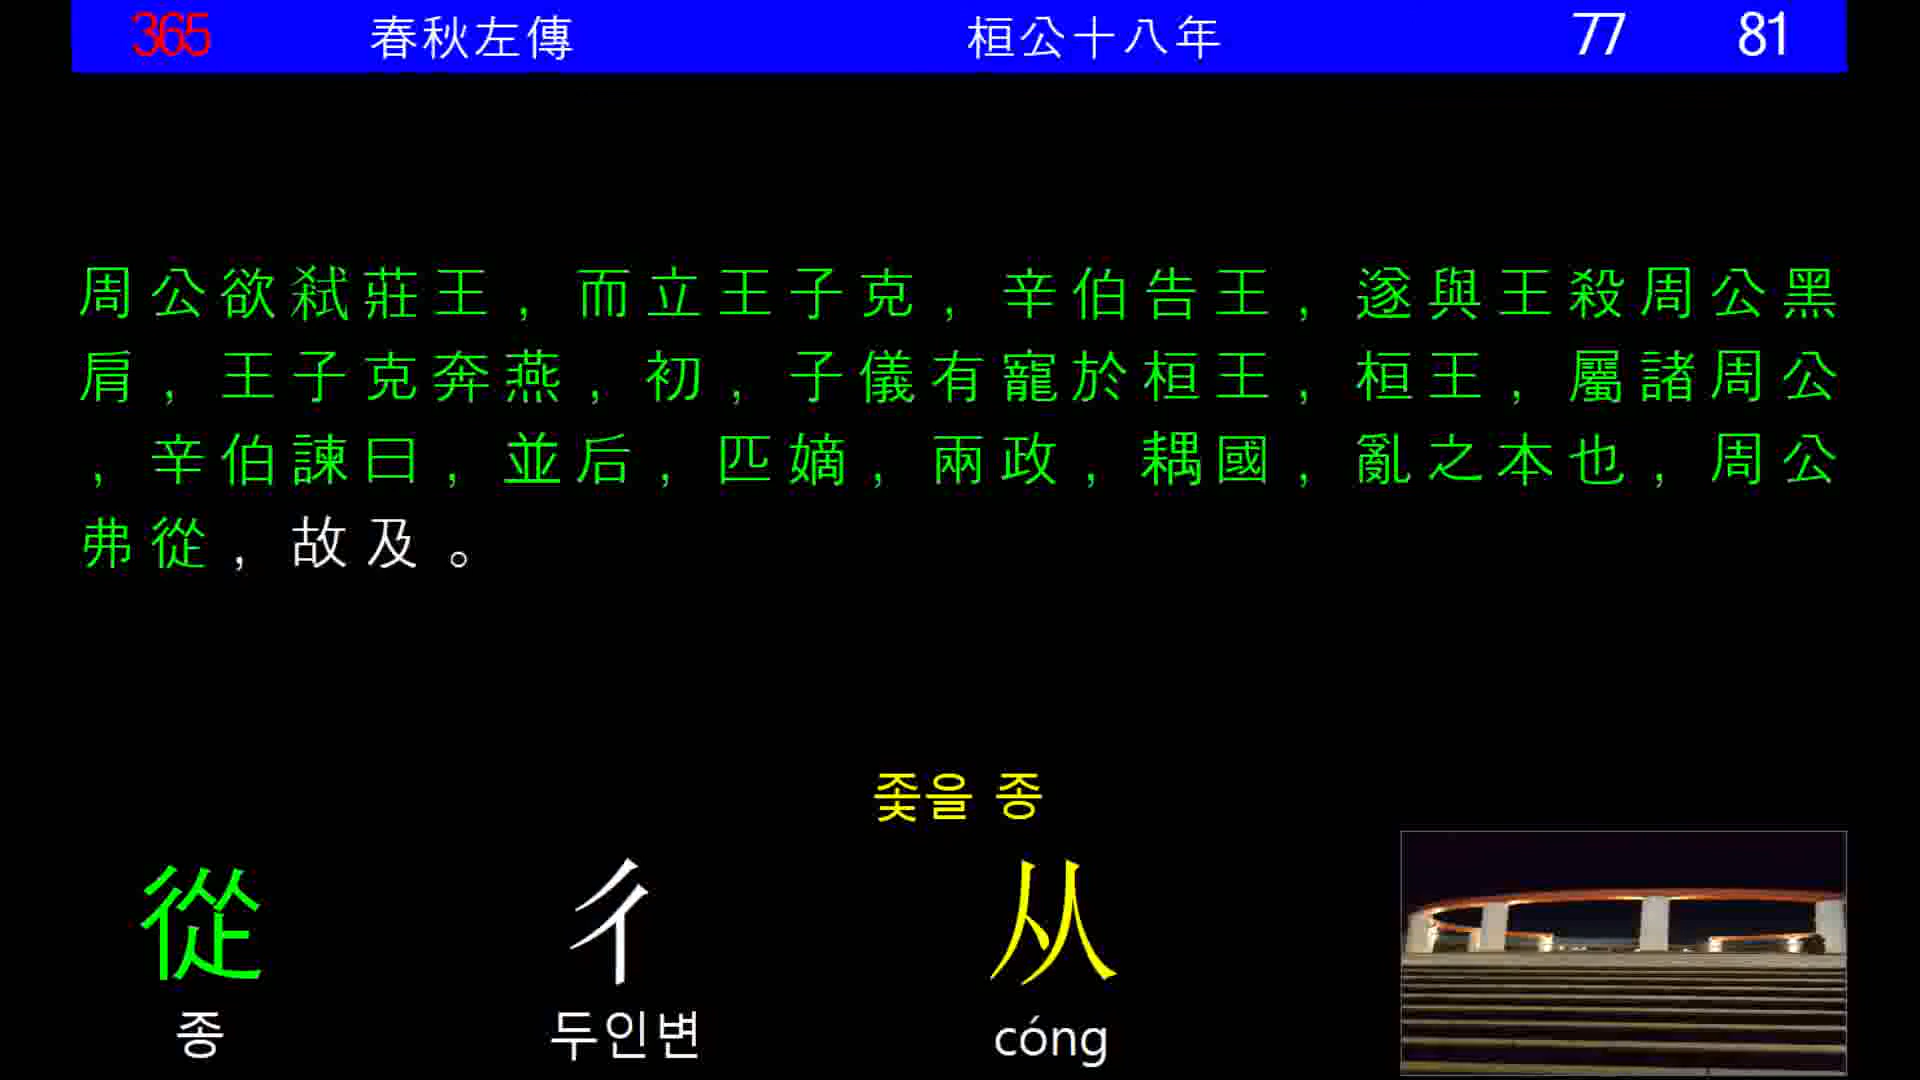 365 春秋左傳 桓公十八年 77 81
周公欲弑莊王，而立王子克，辛伯告王，遂與王殺周公黑
肩，王子克奔燕，初，子儀有寵於桓王，桓王，屬諸周公
，辛伯諫曰，並后，匹嫡，兩政，耦國，亂之本也，周公
弗從，故及。
좇을 종
從 彳 从
종 두인변 cóng